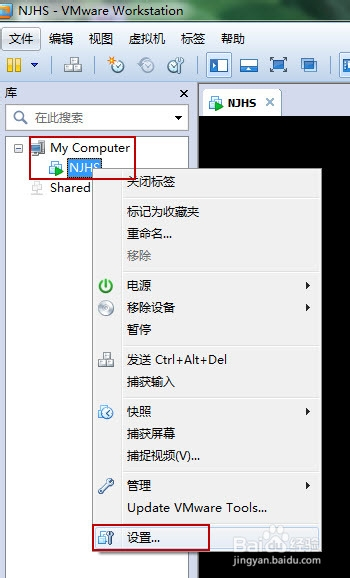 NJHS - VMware Workstation
文件 编辑 视图 虚拟机 标签 帮助
库
在此搜索
NJHS
My Computer
NJHS
Shared
关闭标签
标记为收藏夹
重命名...
移除
电源
移除设备
暂停
发送 Ctrl+Alt+Del
捕获输入
快照
捕获屏幕
捕捉视频(V)...
管理
Update VMware Tools...
设置...
Baidu 经验
jingyan.baidu.com